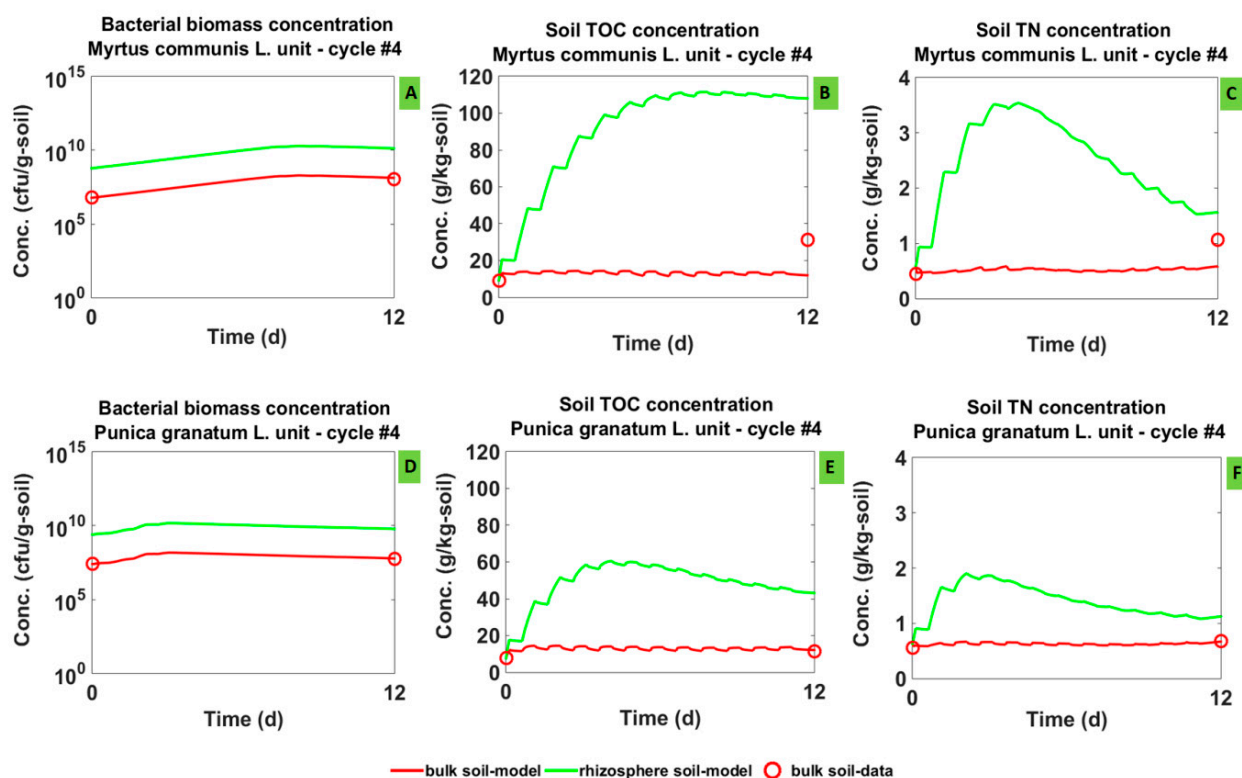 Bacterial biomass concentration
Myrtus communis L. unit - cycle #4
10^15
10^10
10^5
10^0
Conc. (cfu/g-soil)
0
12
Time (d)
A
Soil TOC concentration
Myrtus communis L. unit - cycle #4
120
100
80
60
40
20
0
Conc. (g/kg-soil)
0
12
Time (d)
B
Soil TN concentration
Myrtus communis L. unit - cycle #4
4
3
2
1
0
Conc. (g/kg-soil)
0
12
Time (d)
C
Bacterial biomass concentration
Punica granatum L. unit - cycle #4
10^15
10^10
10^5
10^0
Conc. (cfu/g-soil)
0
12
Time (d)
D
Soil TOC concentration
Punica granatum L. unit - cycle #4
120
100
80
60
40
20
0
Conc. (g/kg-soil)
0
12
Time (d)
E
Soil TN concentration
Punica granatum L. unit - cycle #4
4
3
2
1
0
Conc. (g/kg-soil)
0
12
Time (d)
F
bulk soil-model rhizosphere soil-model bulk soil-data